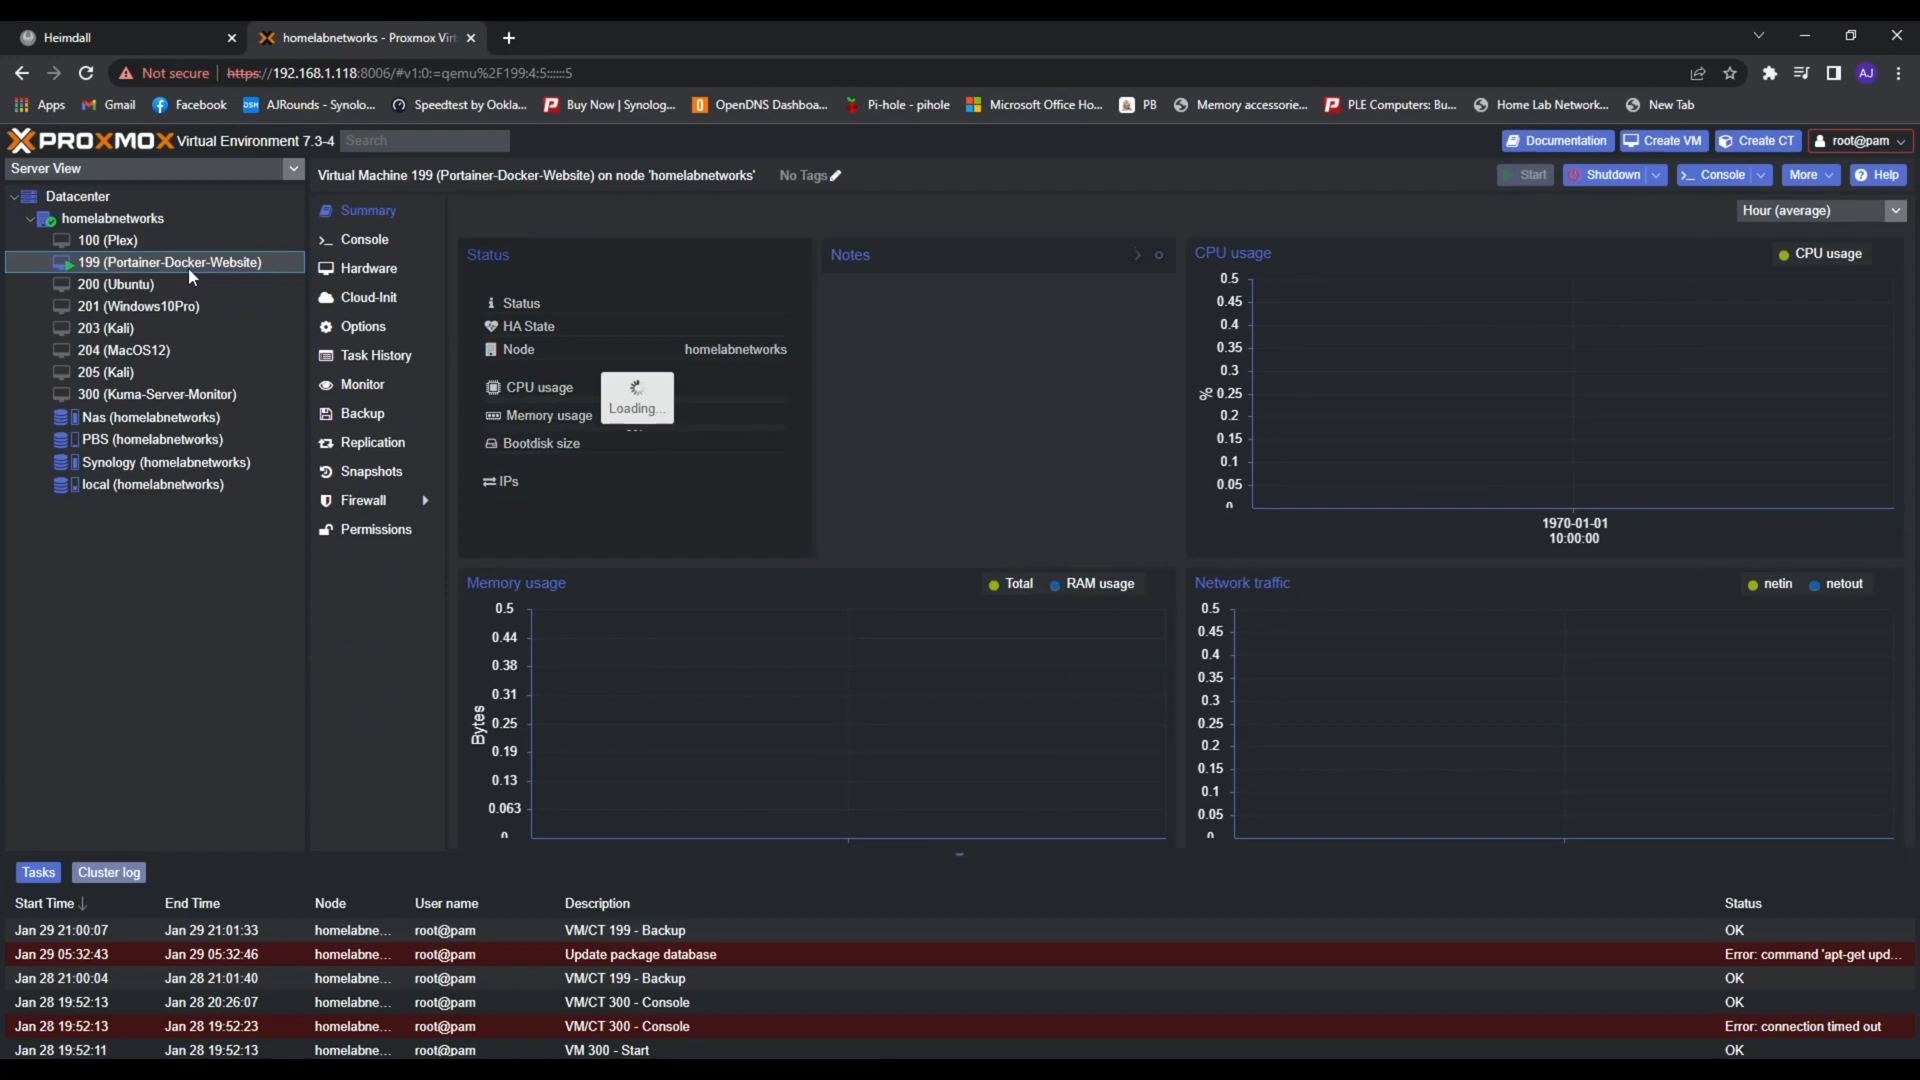 Heimdall
homelabnetworks - Proxmox Virt
Not secure
https://192.168.1.118:8006/#v1:0:=qemu%2F199:4:5::::::5
AJ
Apps
Gmail
Facebook
AJRounds - Synolo...
Speedtest by Ookla...
Buy Now | Synolog...
OpenDNS Dashboa...
Pi-hole - pihole
Microsoft Office Ho...
PB
Memory accessorie...
PLE Computers: Bu...
Home Lab Network...
New Tab
PROXMOX Virtual Environment 7.3-4
Search
Documentation
Create VM
Create CT
root@pam
Server View
Virtual Machine 199 (Portainer-Docker-Website) on node 'homelabnetworks'
No Tags
Start
Shutdown
Console
More
Help
Datacenter
homelabnetworks
100 (Plex)
199 (Portainer-Docker-Website)
200 (Ubuntu)
201 (Windows10Pro)
203 (Kali)
204 (MacOS12)
205 (Kali)
300 (Kuma-Server-Monitor)
Nas (homelabnetworks)
PBS (homelabnetworks)
Synology (homelabnetworks)
local (homelabnetworks)
Summary
Console
Hardware
Cloud-Init
Options
Task History
Monitor
Backup
Replication
Snapshots
Firewall
Permissions
Hour (average)
Status
Status
HA State
Node homelabnetworks
CPU usage
Memory usage
Bootdisk size
IPs
Loading...
Notes
CPU usage
CPU usage
0.5
0.45
0.4
0.35
0.3
0.25
0.2
0.15
0.1
0.05
0
%
1970-01-01
10:00:00
Memory usage
Total
RAM usage
0.5
0.44
0.38
0.31
0.25
0.19
0.13
0.063
0
Bytes
Network traffic
netin
netout
0.5
0.45
0.4
0.35
0.3
0.25
0.2
0.15
0.1
0.05
0
Tasks
Cluster log
Start Time End Time Node User name Description Status
Jan 29 21:00:07 Jan 29 21:01:33 homelabne... root@pam VM/CT 199 - Backup OK
Jan 29 05:32:43 Jan 29 05:32:46 homelabne... root@pam Update package database Error: command 'apt-get upd...
Jan 28 21:00:04 Jan 28 21:01:40 homelabne... root@pam VM/CT 199 - Backup OK
Jan 28 19:52:13 Jan 28 20:26:07 homelabne... root@pam VM/CT 300 - Console OK
Jan 28 19:52:13 Jan 28 19:52:23 homelabne... root@pam VM/CT 300 - Console Error: connection timed out
Jan 28 19:52:11 Jan 28 19:52:13 homelabne... root@pam VM 300 - Start OK